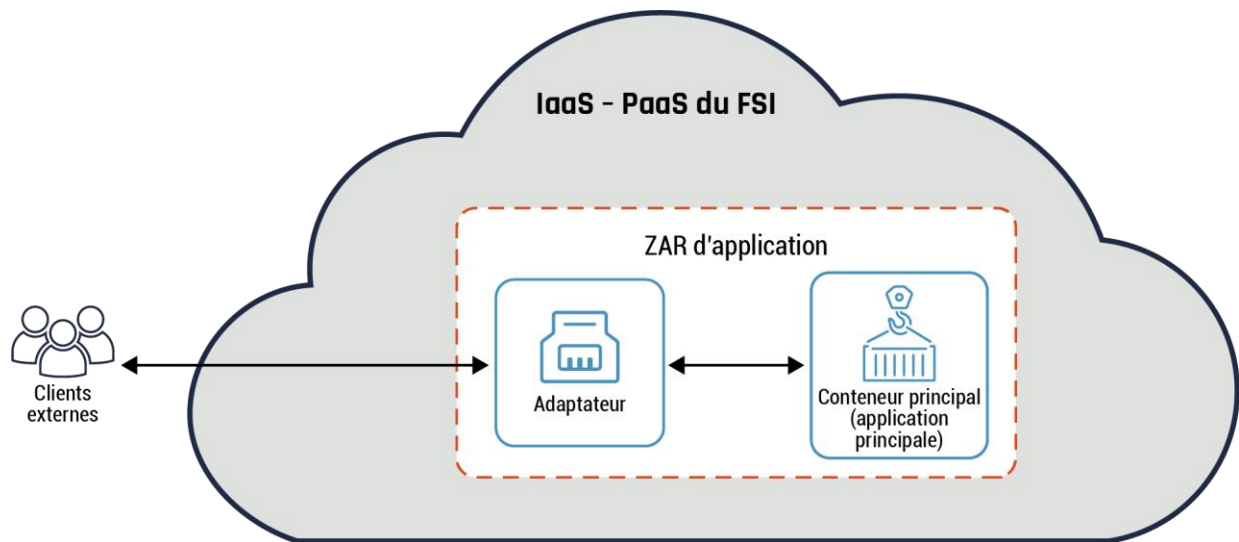 IaaS - PaaS du FSI
ZAR d'application
Clients
externes
Adaptateur
Conteneur principal
(application
principale)